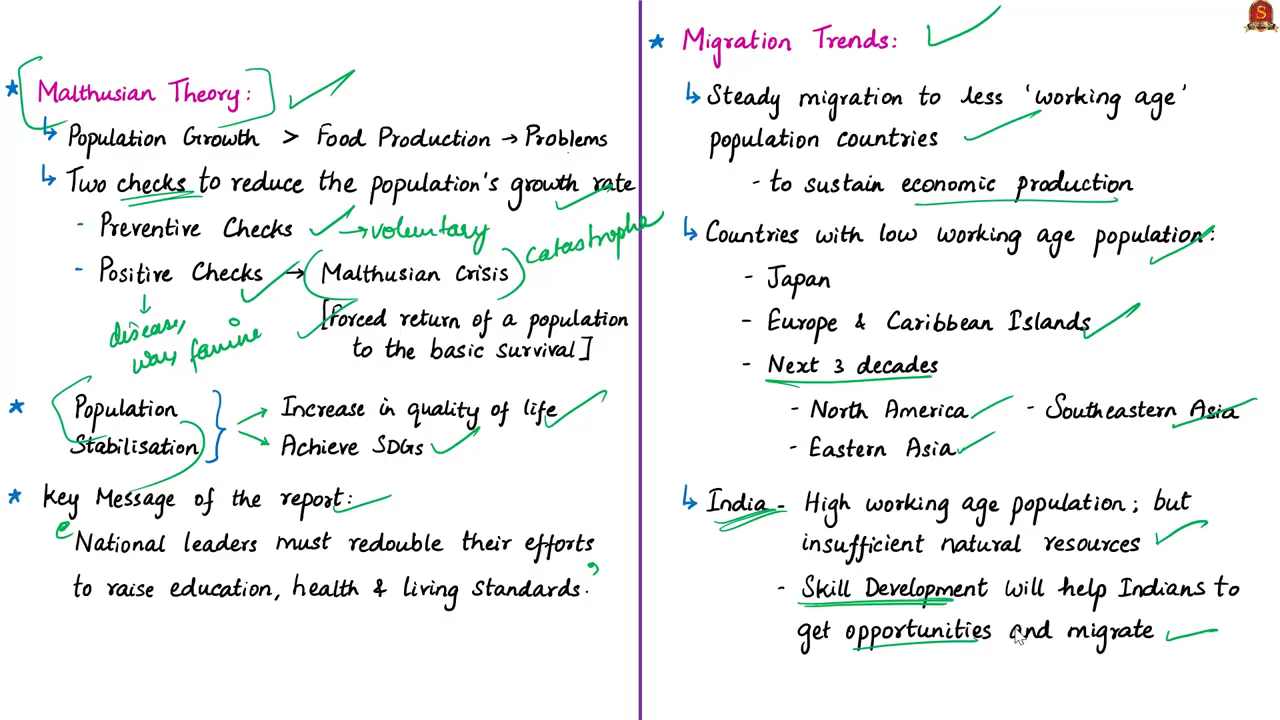 * Malthusian Theory:
↳ Population Growth > Food Production → Problems
↳ Two checks to reduce the population's growth rate
- Preventive Checks → voluntary
- Positive Checks → Malthusian Crisis catastrophe
↓
disease,
war, famine
[Forced return of a population
to the basic survival]
* Population
Stabilisation
→ Increase in quality of life
→ Achieve SDGs
* Key Message of the report:
National leaders must redouble their efforts
to raise education, health & living standards.
* Migration Trends:
↳ Steady migration to less 'working age'
population countries
- to sustain economic production
↳ Countries with low working age population:
- Japan
- Europe & Caribbean Islands
- Next 3 decades
- North America - Southeastern Asia
- Eastern Asia
↳ India - High working age population; but
insufficient natural resources
- Skill Development will help Indians to
get opportunities and migrate
S